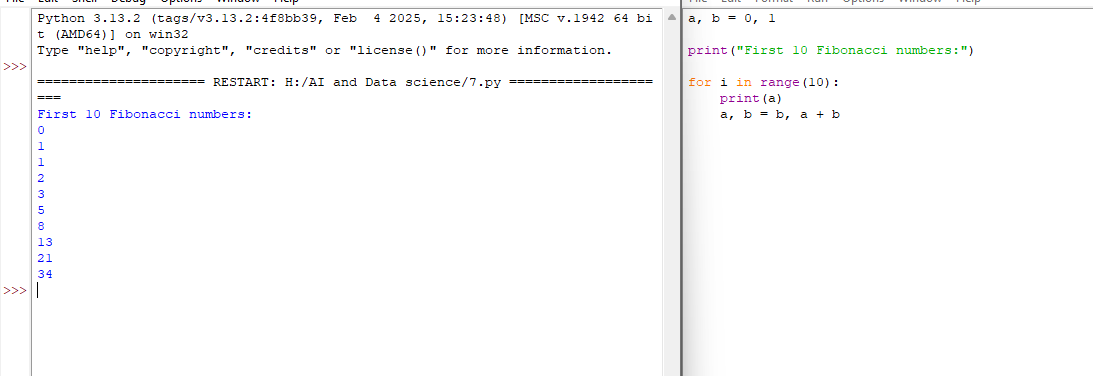 Python 3.13.2 (tags/v3.13.2:4f8bb39, Feb  4 2025, 15:23:48) [MSC v.1942 64 bi
t (AMD64)] on win32
Type "help", "copyright", "credits" or "license()" for more information.
>>>
===================== RESTART: H:/AI and Data science/7.py ==================
===
First 10 Fibonacci numbers:
0
1
1
2
3
5
8
13
21
34
>>>
a, b = 0, 1
print("First 10 Fibonacci numbers:")
for i in range(10):
    print(a)
    a, b = b, a + b